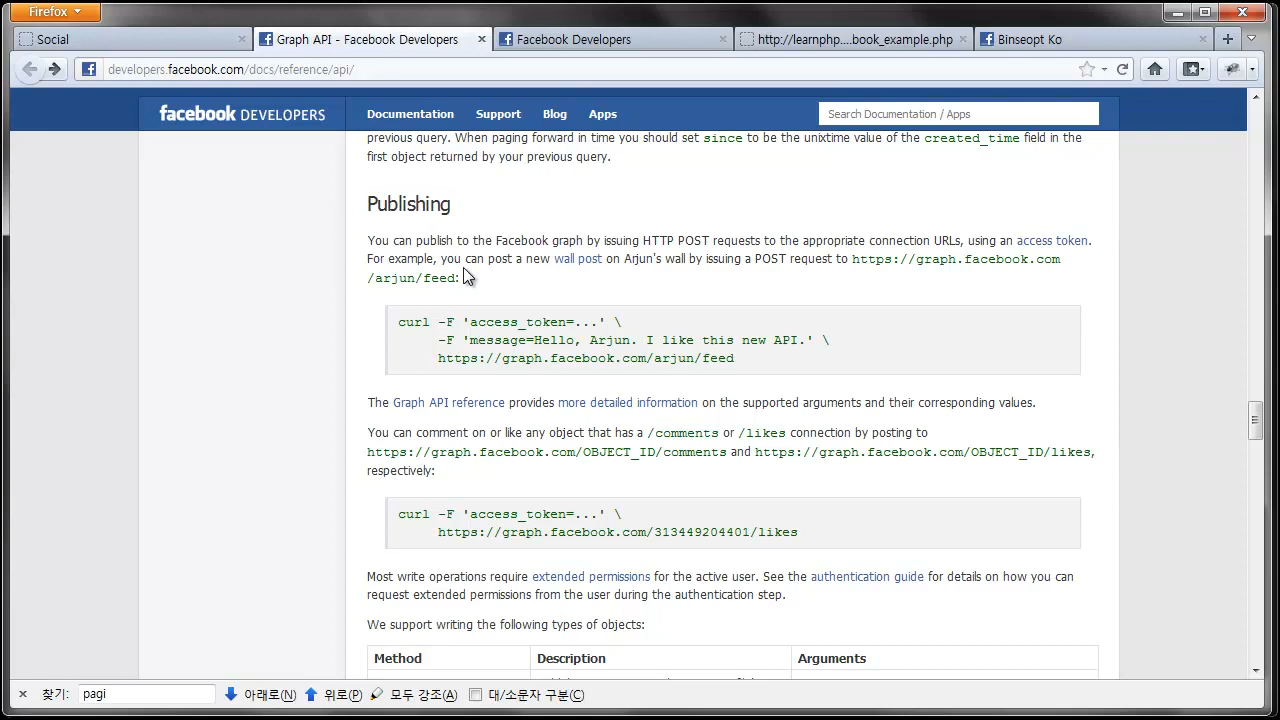 Firefox
Social
Graph API - Facebook Developers
Facebook Developers
http://learnphp....book_example.php
Binseopt Ko
developers.facebook.com/docs/reference/api/
facebook DEVELOPERS
Documentation
Support
Blog
Apps
Search Documentation / Apps
previous query. When paging forward in time you should set since to be the unixtime value of the created_time field in the
first object returned by your previous query.
Publishing
You can publish to the Facebook graph by issuing HTTP POST requests to the appropriate connection URLs, using an access token.
For example, you can post a new wall post on Arjun's wall by issuing a POST request to https://graph.facebook.com
/arjun/feed:
curl -F 'access_token=...' \
-F 'message=Hello, Arjun. I like this new API.' \
https://graph.facebook.com/arjun/feed
The Graph API reference provides more detailed information on the supported arguments and their corresponding values.
You can comment on or like any object that has a /comments or /likes connection by posting to
https://graph.facebook.com/OBJECT_ID/comments and https://graph.facebook.com/OBJECT_ID/likes,
respectively:
curl -F 'access_token=...' \
https://graph.facebook.com/313449204401/likes
Most write operations require extended permissions for the active user. See the authentication guide for details on how you can
request extended permissions from the user during the authentication step.
We support writing the following types of objects:
Method
Description
Arguments
찾기:
pagi
아래로(N)
위로(P)
모두 강조(A)
대/소문자 구분(C)